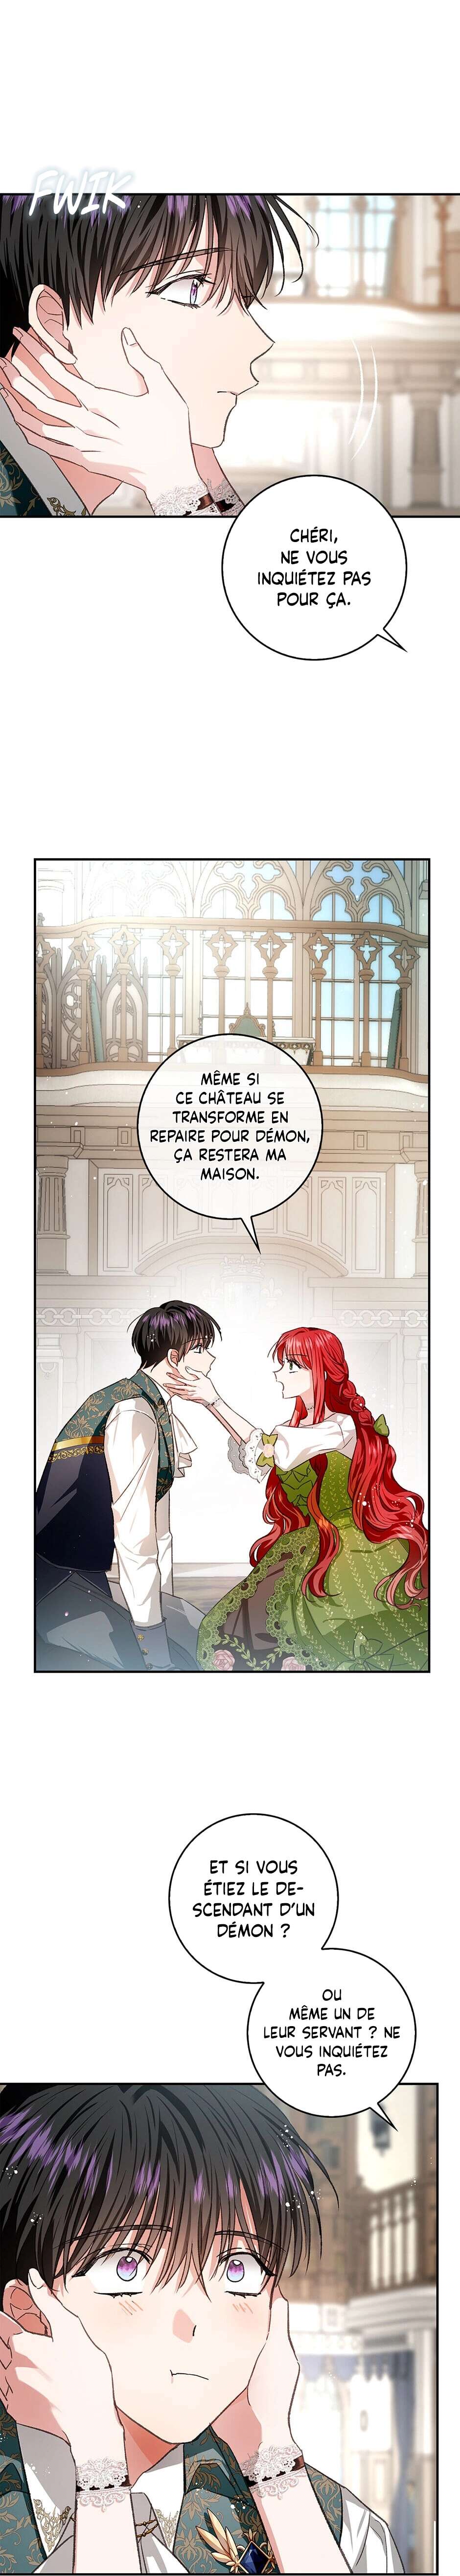 FWIK
CHÉRI,
NE VOUS
INQUIÉTEZ PAS
POUR ÇA.
MÊME SI
CE CHÂTEAU SE
TRANSFORME EN
REPAIRE POUR DÉMON,
ÇA RESTERA MA
MAISON.
ET SI VOUS
ÉTIEZ LE DE-
SCENDANT D'UN
DÉMON ?
OU
MÊME UN DE
LEUR SERVANT ? NE
VOUS INQUIÉTEZ
PAS.